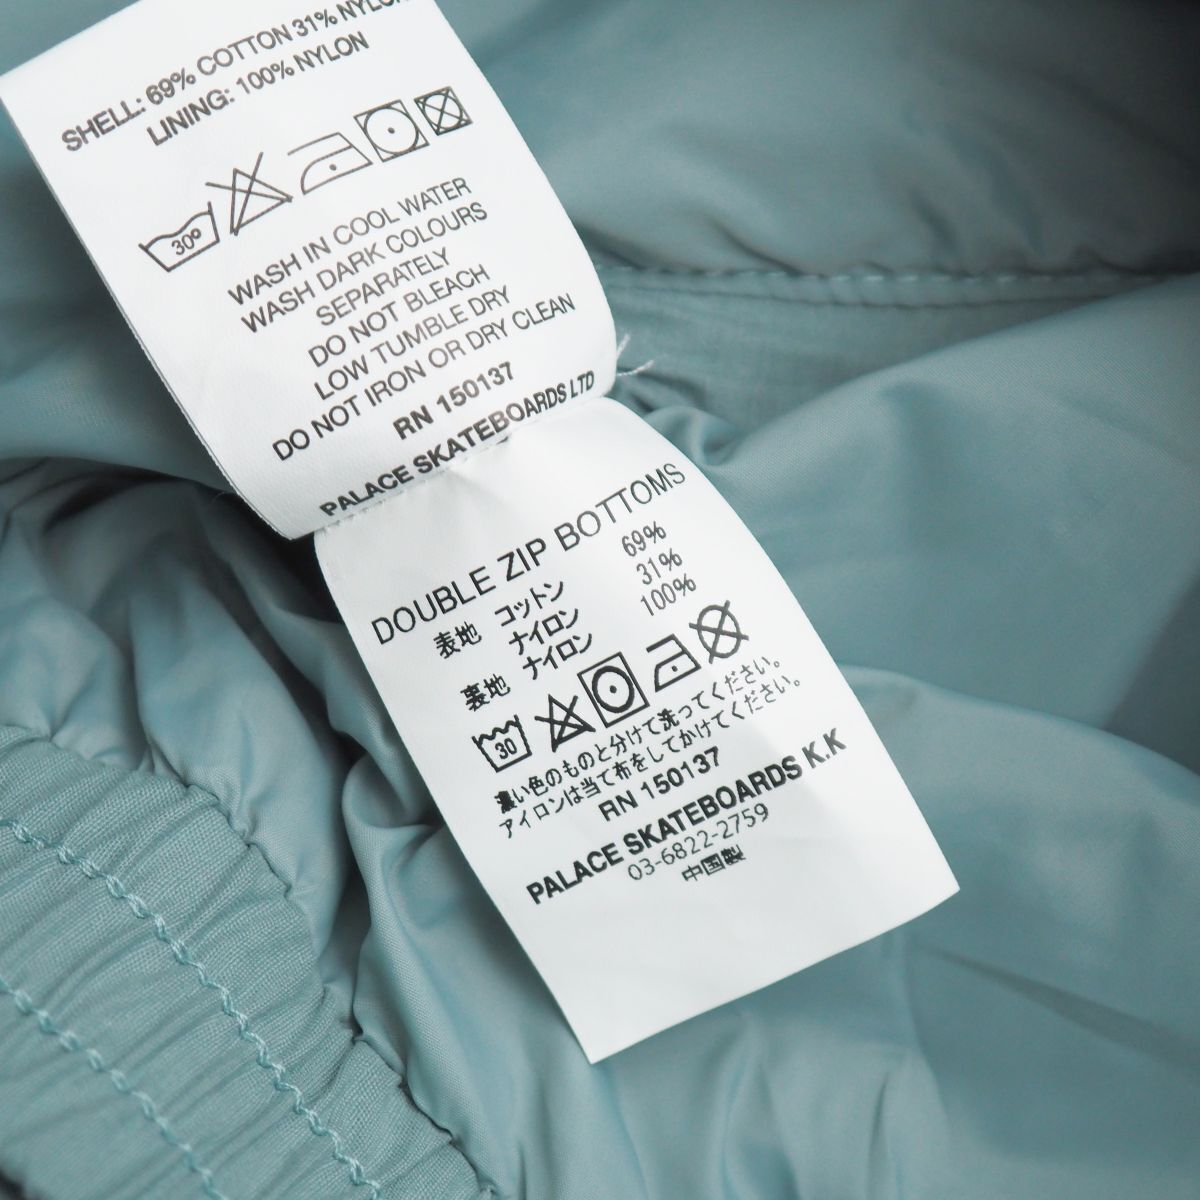 SHELL: 69% COTTON 31% NYLON
LINING: 100% NYLON
30º
WASH IN COOL WATER
WASH DARK COLOURS
SEPARATELY
DO NOT BLEACH
LOW TUMBLE DRY
DO NOT IRON OR DRY CLEAN
RN 150137
PALACE SKATEBOARDS LTD
DOUBLE ZIP BOTTOMS
表地 コットン 69%
ナイロン 31%
裏地 ナイロン 100%
30
濃い色のものと分けて洗ってください。
アイロンは当て布をしてかけてください。
RN 150137
PALACE SKATEBOARDS K.K
03-6822-2759
中国製